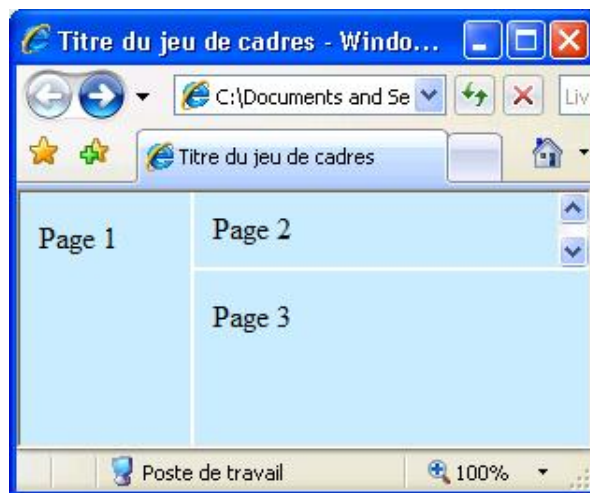 Titre du jeu de cadres - Windo...
C:\Documents and Se
Liv
Titre du jeu de cadres
Page 1
Page 2
Page 3
Poste de travail
100%